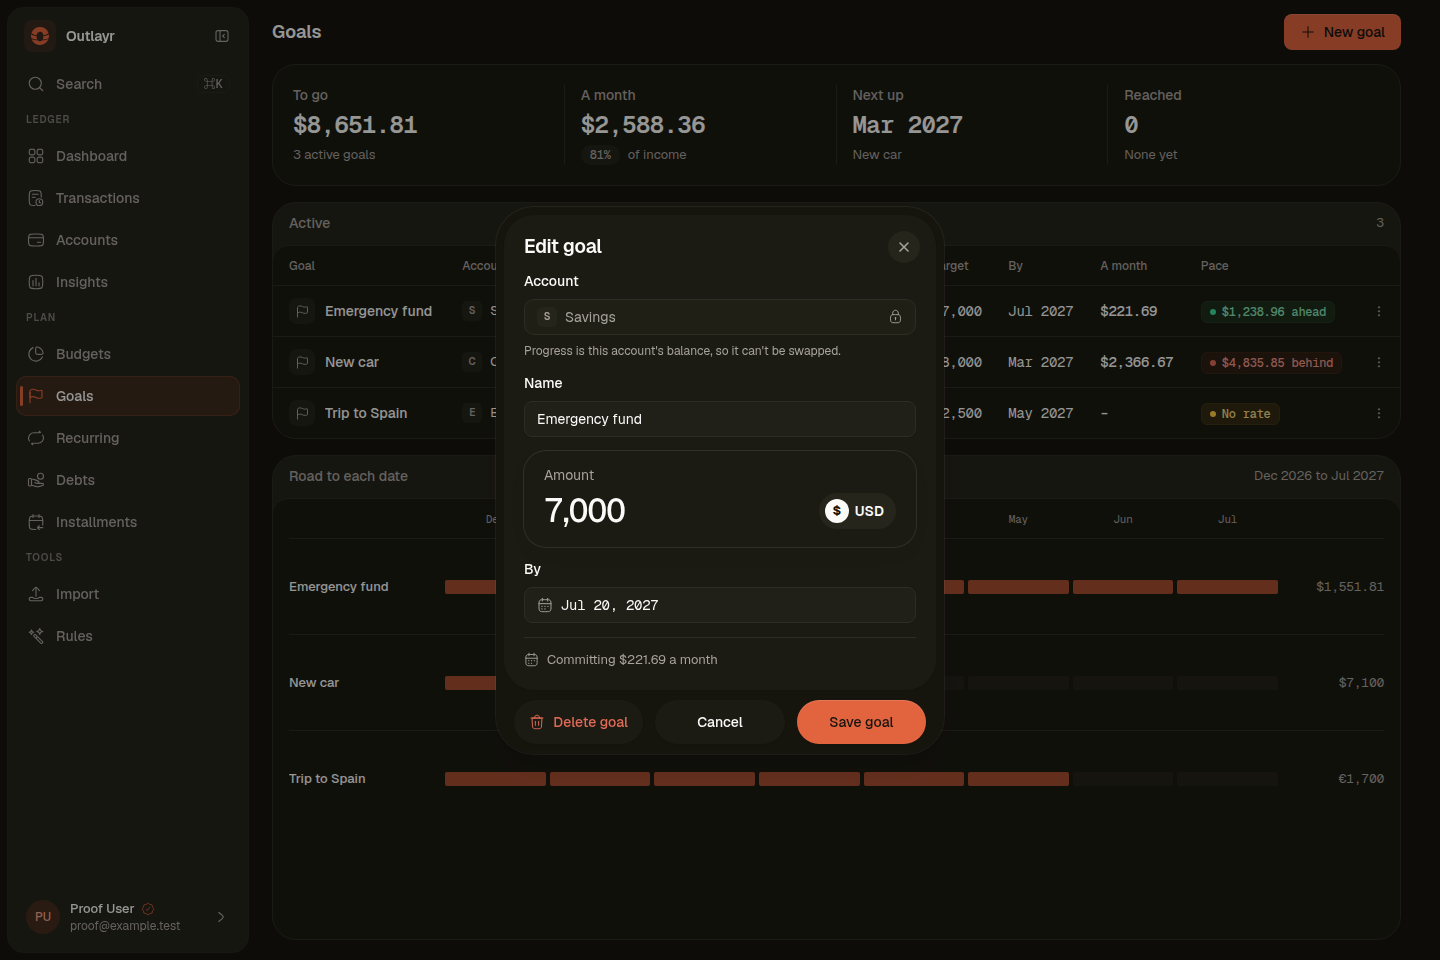 Outlayr
Search ⌘K
LEDGER
Dashboard
Transactions
Accounts
Insights
PLAN
Budgets
Goals
Recurring
Debts
Installments
TOOLS
Import
Rules
PU
Proof User
proof@example.test
Goals
New goal
To go
$8,651.81
3 active goals
A month
$2,588.36
81% of income
Next up
Mar 2027
New car
Reached
0
None yet
Active 3
Goal By A month Pace
Emergency fund S 7,000 Jul 2027 $221.69 $1,238.96 ahead
New car C Mar 2027 $2,366.67 $4,835.85 behind
Trip to Spain E 2,500 May 2027 – No rate
Road to each date Dec 2026 to Jul 2027
May Jun Jul
Emergency fund $1,551.81
New car $7,100
Trip to Spain €1,700
Edit goal
Account
S Savings
Progress is this account's balance, so it can't be swapped.
Name
Emergency fund
Amount
7,000 $ USD
By
Jul 20, 2027
Committing $221.69 a month
Delete goal Cancel Save goal